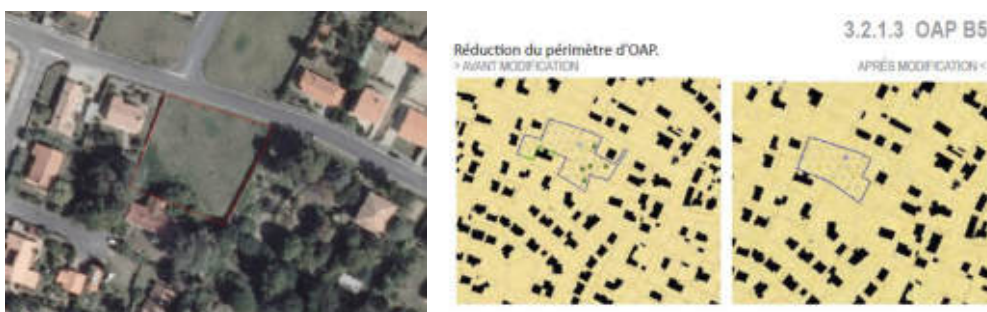 3.2.1.3 OAP B5
Réduction du périmètre d'OAP.
> AVANT MODIFICATION
APRÈS MODIFICATION <